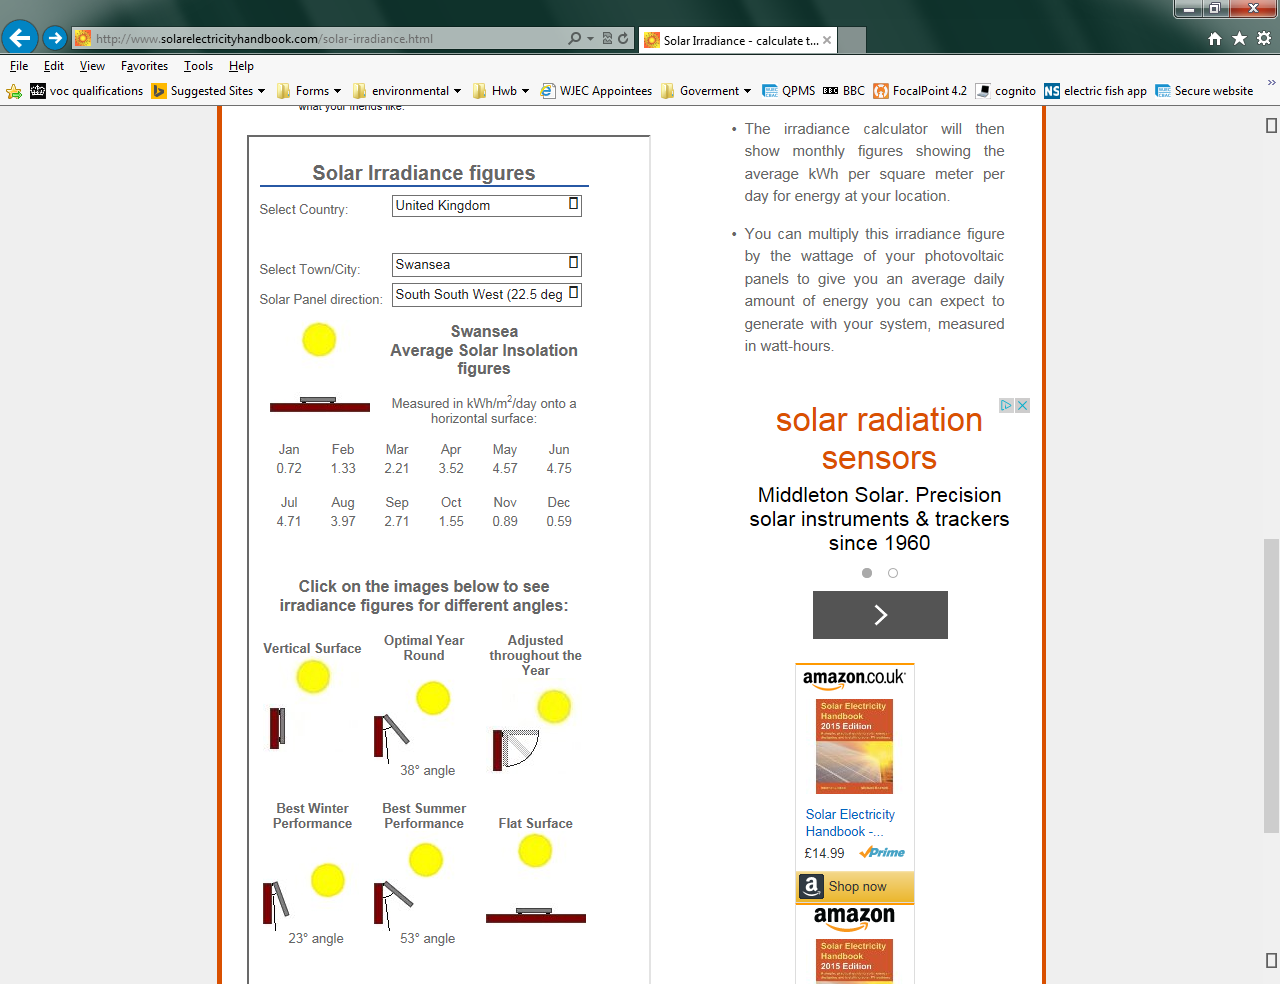 http://www.solarelectricityhandbook.com/solar-irradiance.html
Solar Irradiance - calculate t...
File Edit View Favorites Tools Help
voc qualifications Suggested Sites Forms environmental Hwb WJEC Appointees Goverment QPMS BBC FocalPoint 4.2 cognito electric fish app Secure website
what your friends like.
Solar Irradiance figures
Select Country: United Kingdom
Select Town/City: Swansea
Solar Panel direction: South South West (22.5 deg
Swansea
Average Solar Insolation
figures
Measured in kWh/m2/day onto a
horizontal surface:
Jan Feb Mar Apr May Jun
0.72 1.33 2.21 3.52 4.57 4.75
Jul Aug Sep Oct Nov Dec
4.71 3.97 2.71 1.55 0.89 0.59
Click on the images below to see
irradiance figures for different angles:
Vertical Surface
Optimal Year
Round
Adjusted
throughout the
Year
38° angle
Best Winter
Performance
Best Summer
Performance
Flat Surface
23° angle
53° angle
• The irradiance calculator will then
show monthly figures showing the
average kWh per square meter per
day for energy at your location.
• You can multiply this irradiance figure
by the wattage of your photovoltaic
panels to give you an average daily
amount of energy you can expect to
generate with your system, measured
in watt-hours.
solar radiation
sensors
Middleton Solar. Precision
solar instruments & trackers
since 1960
amazon.co.uk
Solar Electricity
Handbook
2015 Edition
Solar Electricity
Handbook -...
£14.99 Prime
Shop now
amazon
Solar Electricity
Handbook
2015 Edition